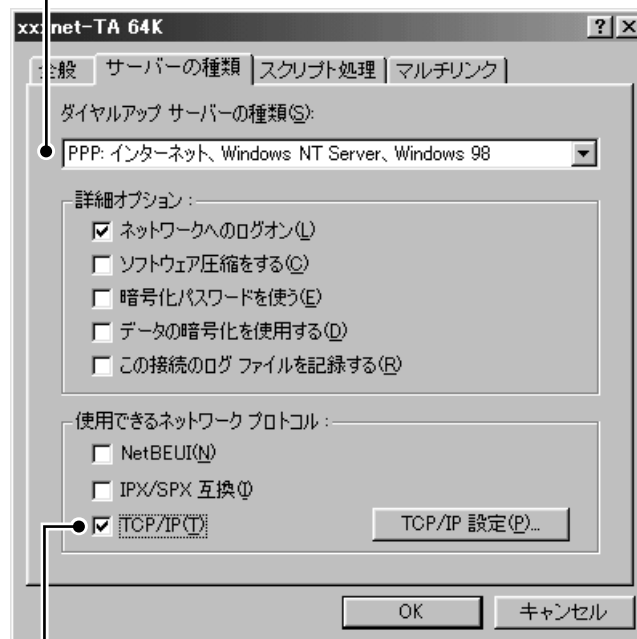 xxxnet-TA 64K
全般 サーバーの種類 スクリプト処理 マルチリンク
ダイヤルアップ サーバーの種類(S):
PPP: インターネット、Windows NT Server、Windows 98
詳細オプション:
ネットワークへのログオン(L)
ソフトウェア圧縮をする(C)
暗号化パスワードを使う(E)
データの暗号化を使用する(D)
この接続のログ ファイルを記録する(R)
使用できるネットワーク プロトコル:
NetBEUI(N)
IPX/SPX 互換(I)
TCP/IP(T) TCP/IP 設定(P)...
OK キャンセル